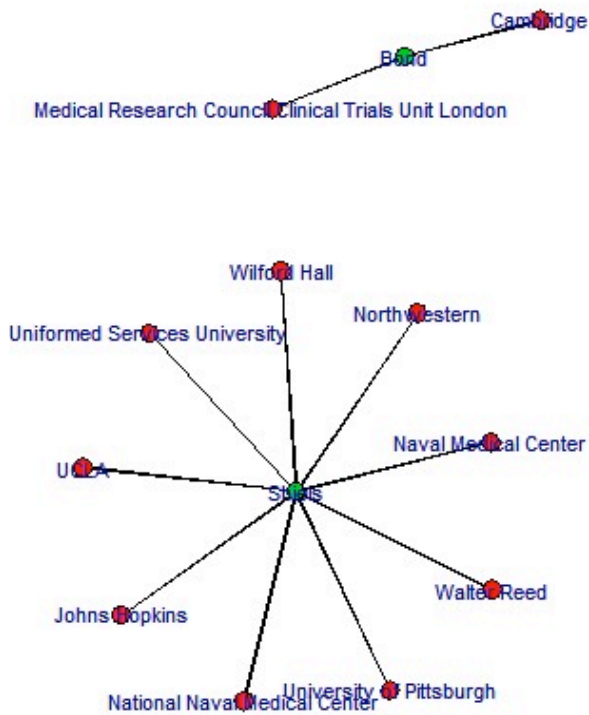 Cambridge
Bond
Medical Research Council Clinical Trials Unit London
Wilford Hall
Northwestern
Uniformed Services University
Naval Medical Center
UCLA
Walter Reed
Johns Hopkins
University of Pittsburgh
National Naval Medical Center